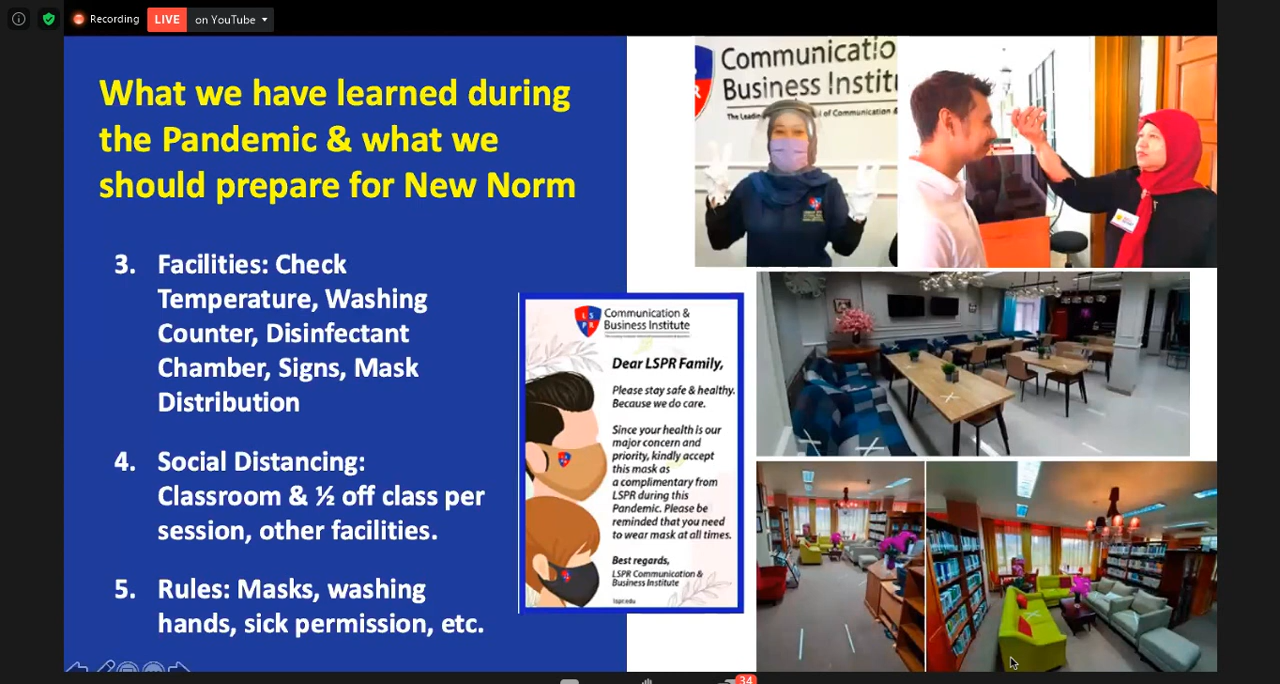 Recording
LIVE
on YouTube
What we have learned during
the Pandemic & what we
should prepare for New Norm
3. Facilities: Check
Temperature, Washing
Counter, Disinfectant
Chamber, Signs, Mask
Distribution
4. Social Distancing:
Classroom & ½ off class per
session, other facilities.
5. Rules: Masks, washing
hands, sick permission, etc.
L S
P R
Communication &
Business Institute
Dear LSPR Family,
Please stay safe & healthy.
Because we do care.
Since your health is our
major concern and
priority, kindly accept
this mask as
a complimentary from
LSPR during this
Pandemic. Please be
reminded that you need
to wear mask at all times.
Best regards,
LSPR Communication &
Business Institute
lspr.edu
Communicatio
Business Instit
of Communication &
34